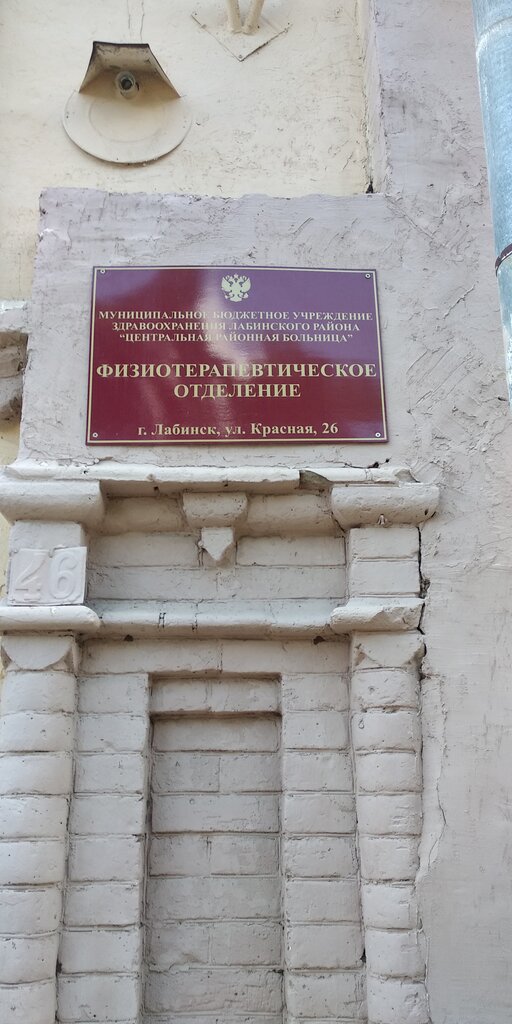 МУНИЦИПАЛЬНОЕ БЮДЖЕТНОЕ УЧРЕЖДЕНИЕ
ЗДРАВООХРАНЕНИЯ ЛАБИНСКОГО РАЙОНА
"ЦЕНТРАЛЬНАЯ РАЙОННАЯ БОЛЬНИЦА"
ФИЗИОТЕРАПЕВТИЧЕСКОЕ
ОТДЕЛЕНИЕ
г. Лабинск, ул. Красная, 26
46